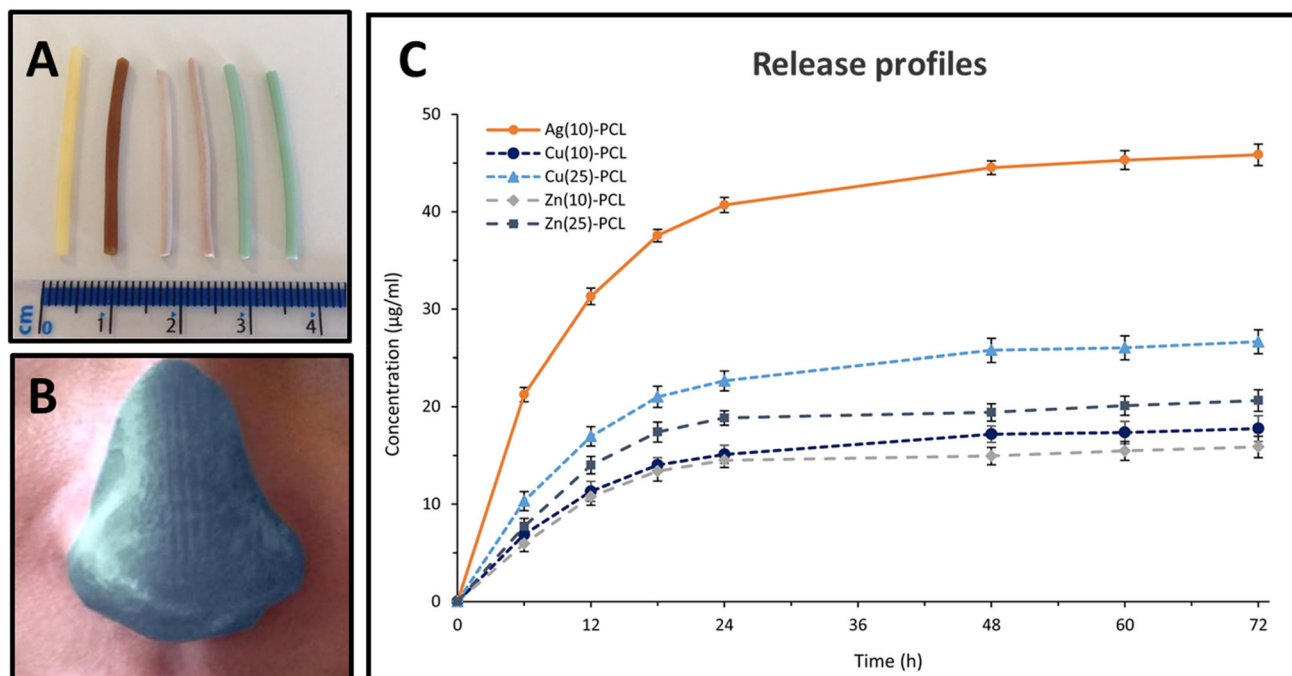 A
cm 0 1 2 3 4
B
C
Release profiles
Ag(10)-PCL
Cu(10)-PCL
Cu(25)-PCL
Zn(10)-PCL
Zn(25)-PCL
Concentration (µg/ml)
50
40
30
20
10
0
0 12 24 36 48 60 72
Time (h)